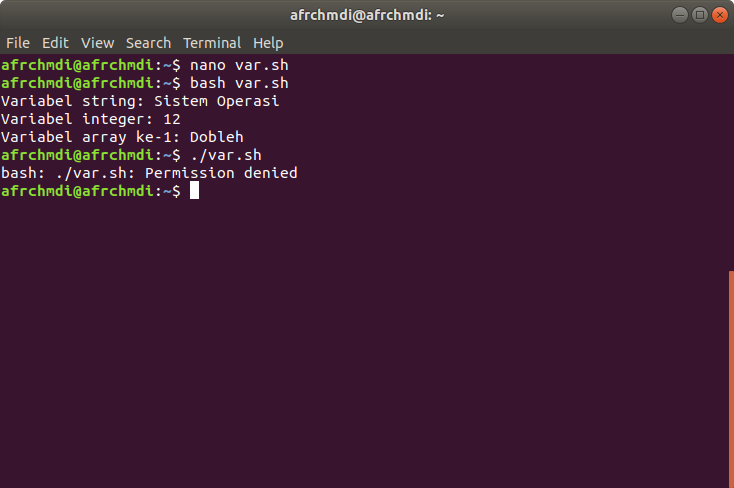 afrchmdi@afrchmdi: ~
File Edit View Search Terminal Help
afrchmdi@afrchmdi:~$ nano var.sh
afrchmdi@afrchmdi:~$ bash var.sh
Variabel string: Sistem Operasi
Variabel integer: 12
Variabel array ke-1: Dobleh
afrchmdi@afrchmdi:~$ ./var.sh
bash: ./var.sh: Permission denied
afrchmdi@afrchmdi:~$